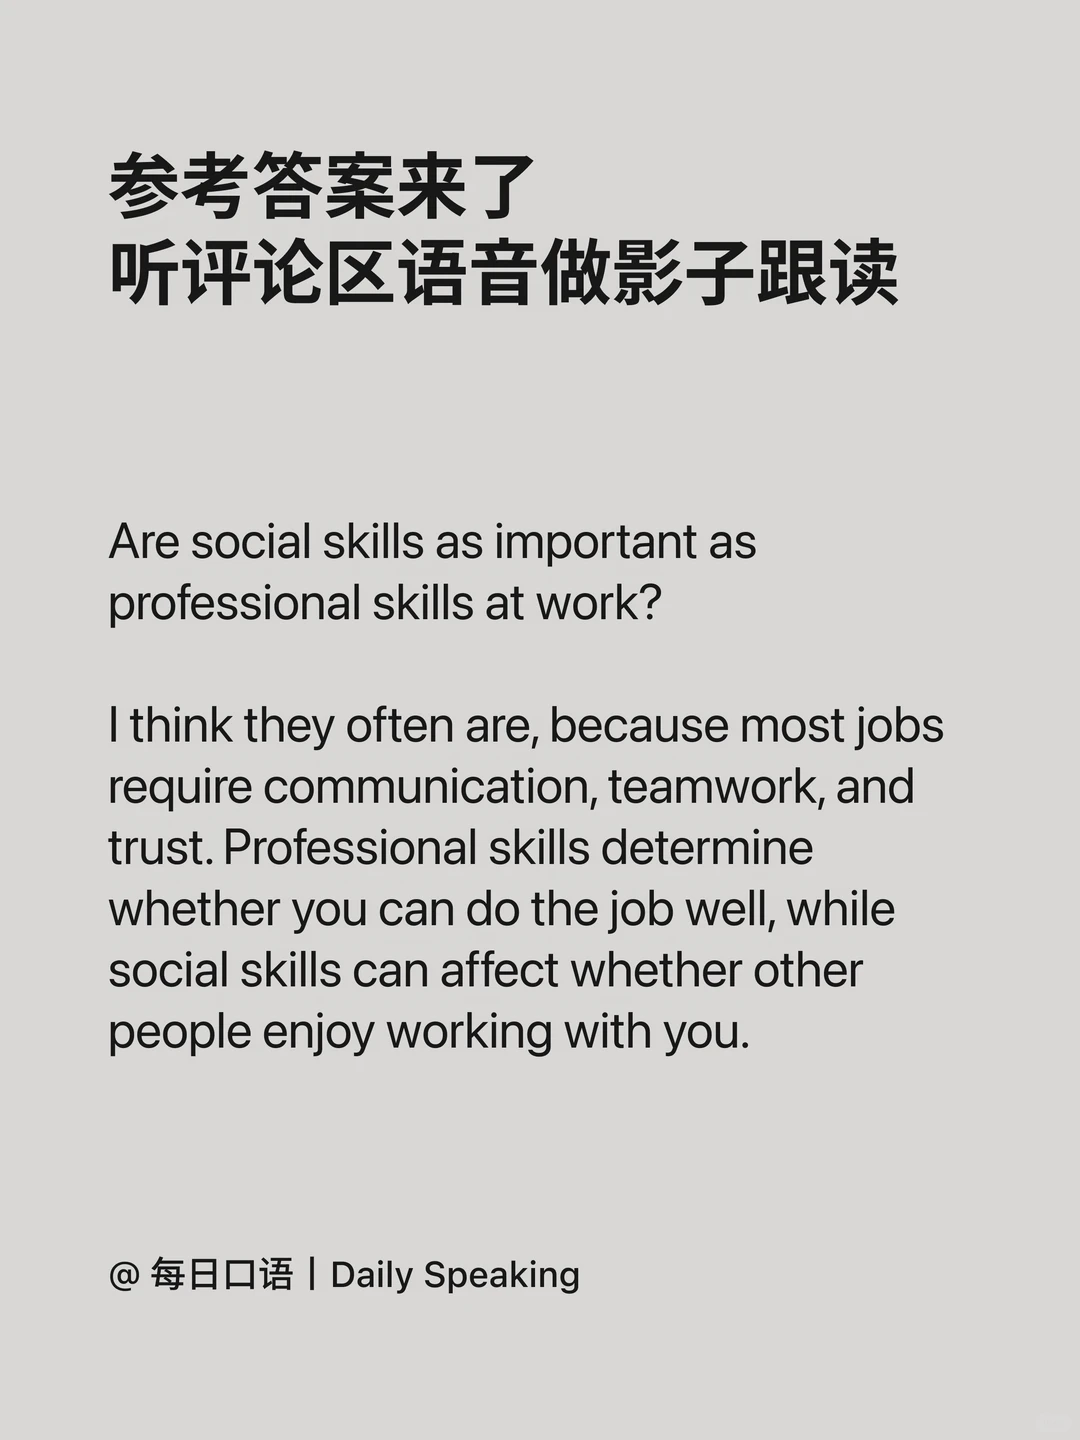 参考答案来了
听评论区语音做影子跟读
Are social skills as important as
professional skills at work?
I think they often are, because most jobs
require communication, teamwork, and
trust. Professional skills determine
whether you can do the job well, while
social skills can affect whether other
people enjoy working with you.
@ 每日口语丨Daily Speaking